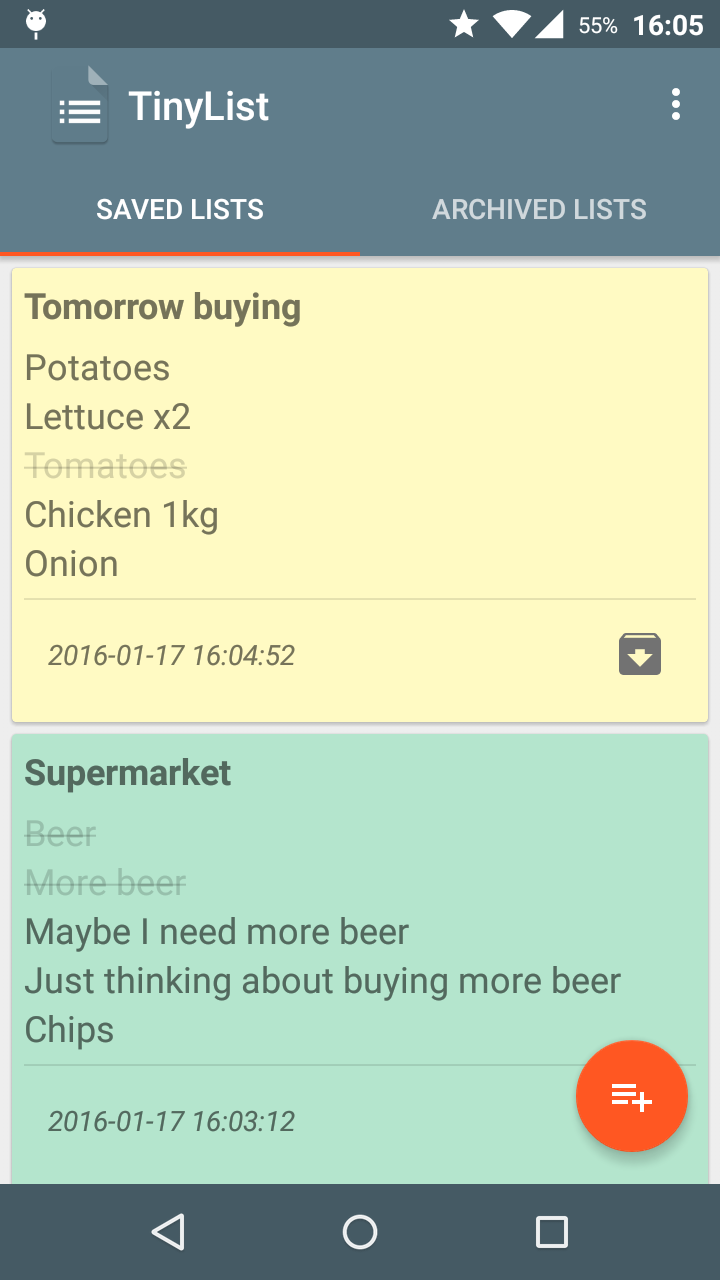 55% 16:05
TinyList
SAVED LISTS ARCHIVED LISTS
Tomorrow buying
Potatoes
Lettuce x2
Tomatoes
Chicken 1kg
Onion
2016-01-17 16:04:52
Supermarket
Beer
More beer
Maybe I need more beer
Just thinking about buying more beer
Chips
2016-01-17 16:03:12